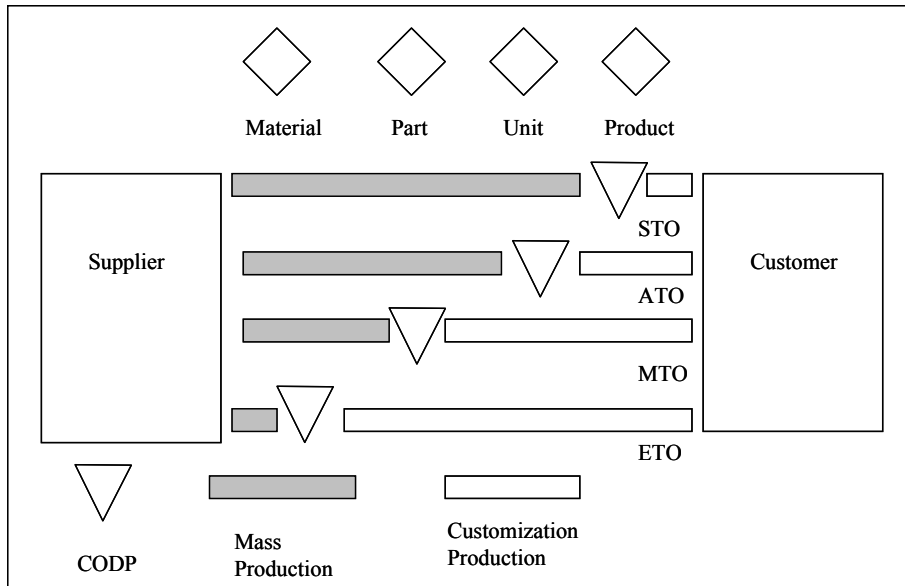 Material
Part
Unit
Product
STO
Supplier
Customer
ATO
MTO
ETO
CODP
Mass
Production
Customization
Production